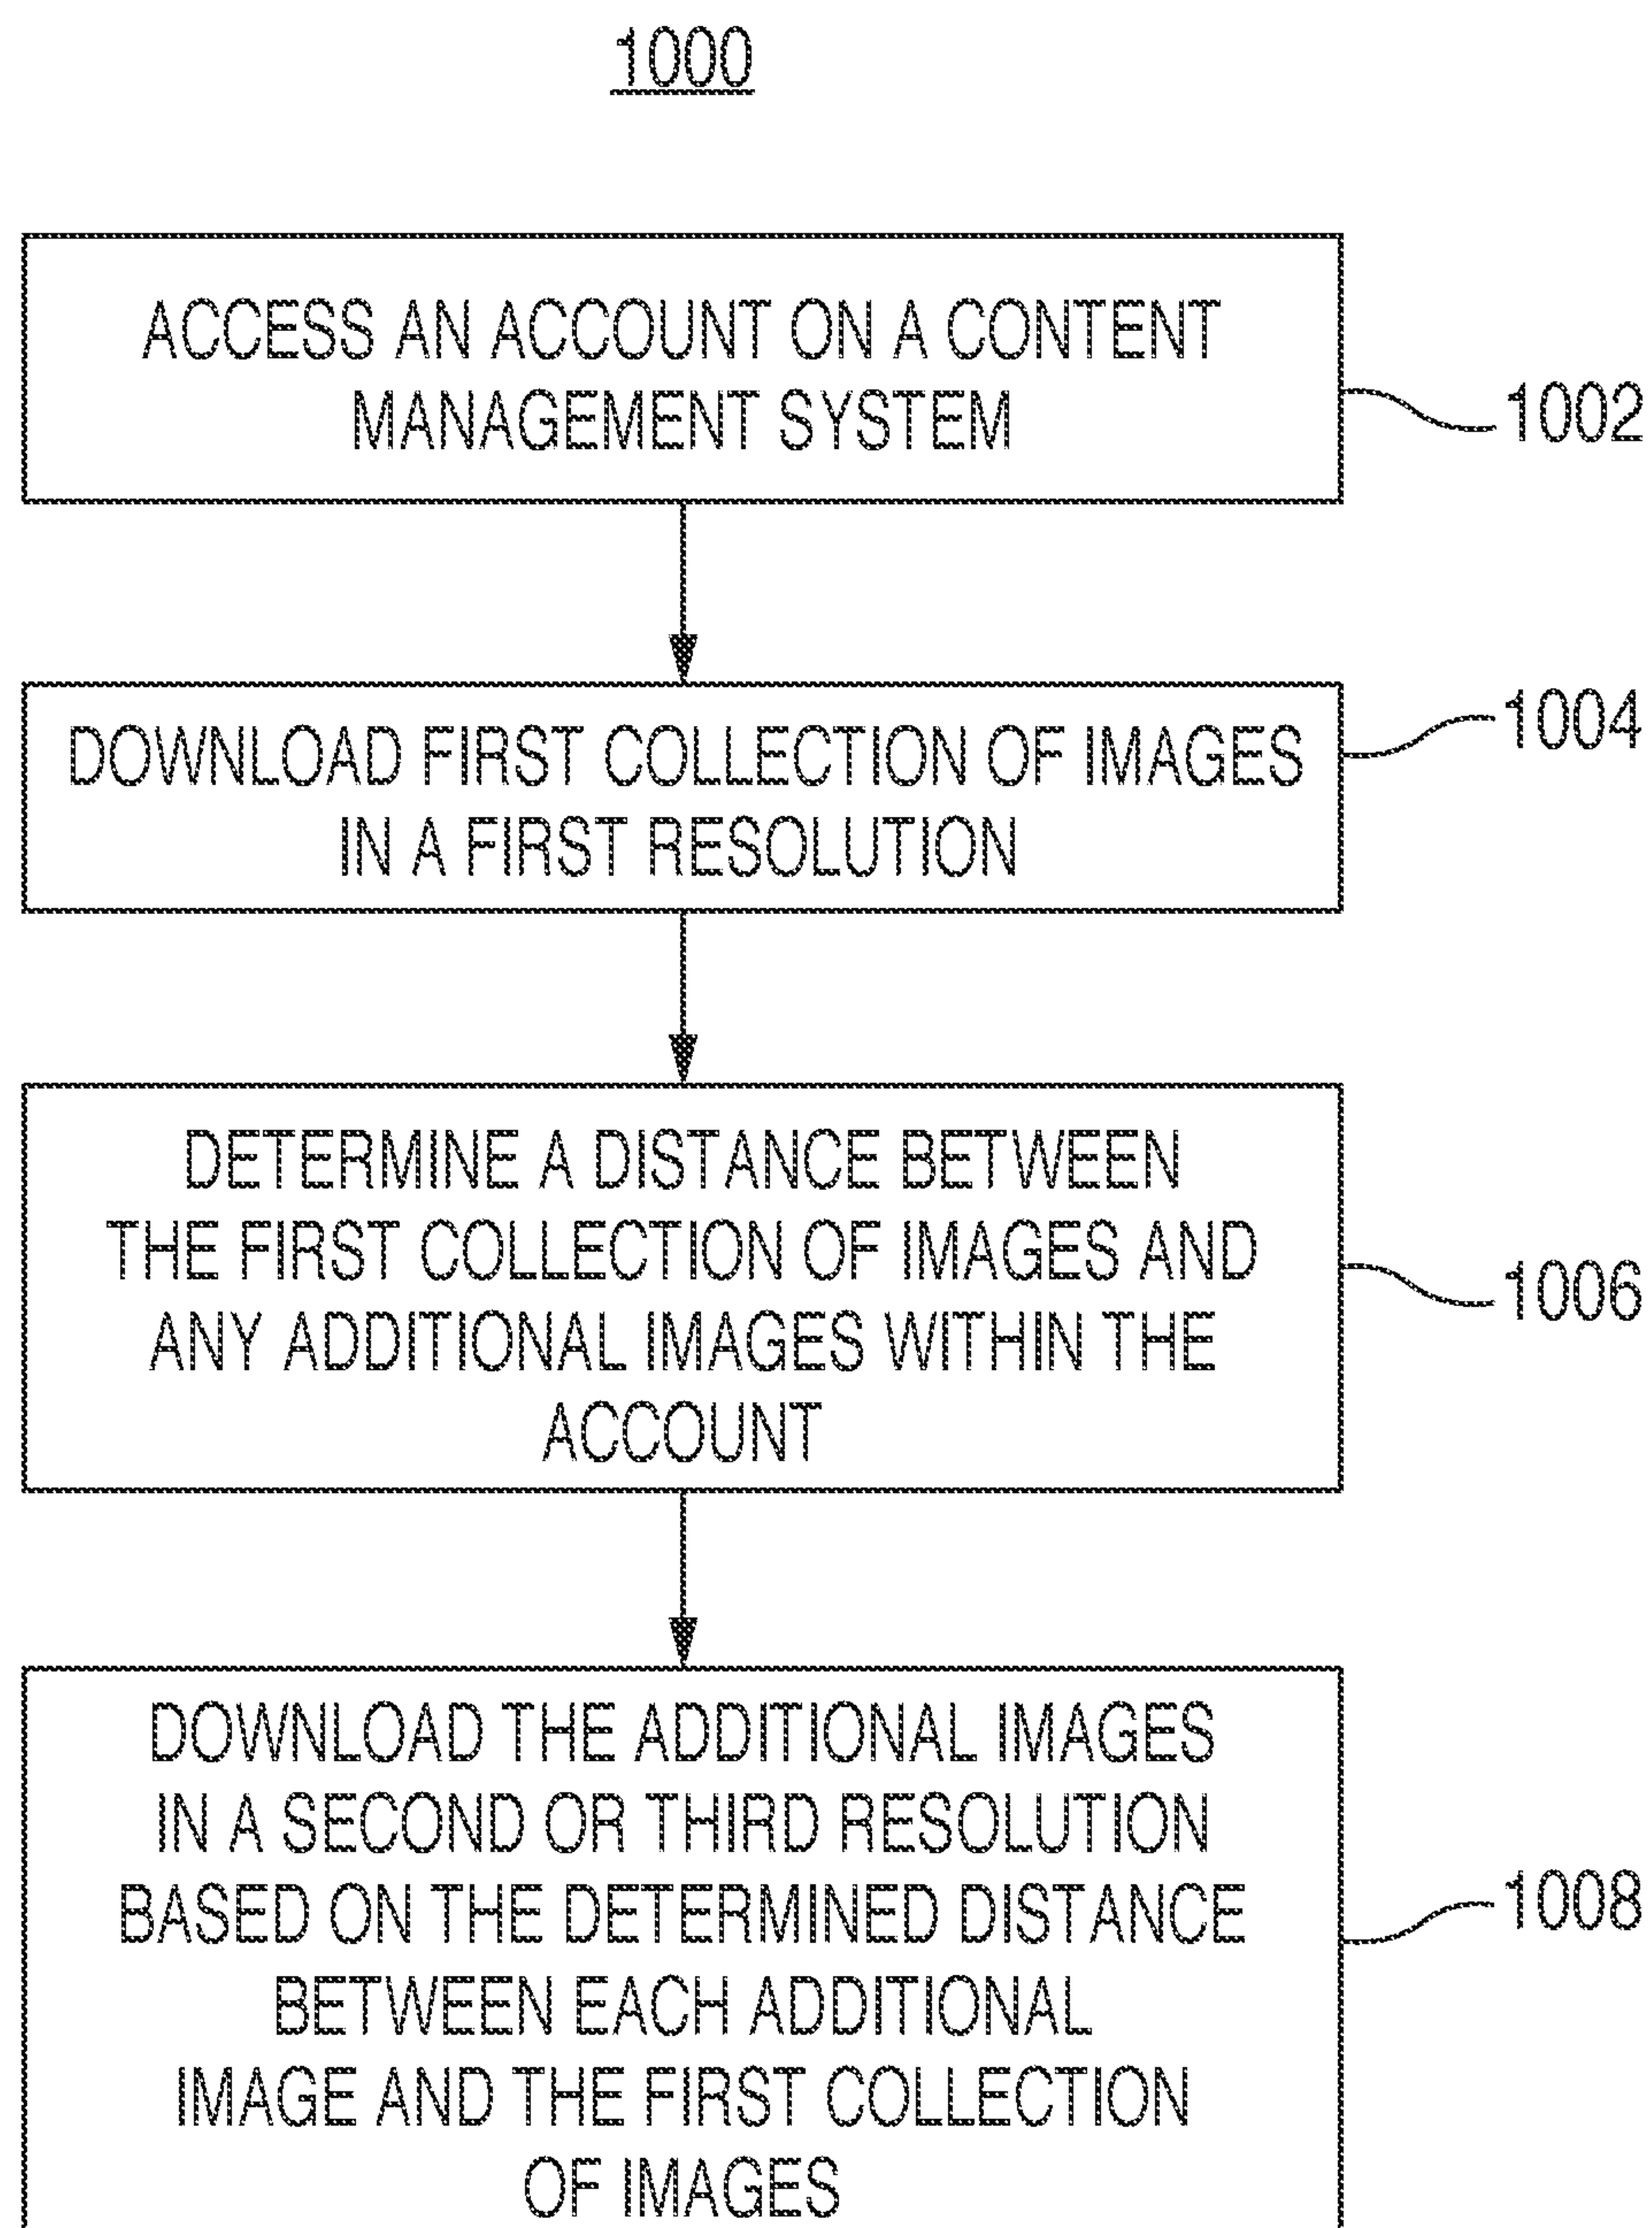 1000
ACCESS AN ACCOUNT ON A CONTENT
MANAGEMENT SYSTEM
1002
DOWNLOAD FIRST COLLECTION OF IMAGES
IN A FIRST RESOLUTION
1004
DETERMINE A DISTANCE BETWEEN
THE FIRST COLLECTION OF IMAGES AND
ANY ADDITIONAL IMAGES WITHIN THE
ACCOUNT
1006
DOWNLOAD THE ADDITIONAL IMAGES
IN A SECOND OR THIRD RESOLUTION
BASED ON THE DETERMINED DISTANCE
BETWEEN EACH ADDITIONAL
IMAGE AND THE FIRST COLLECTION
OF IMAGES
1008